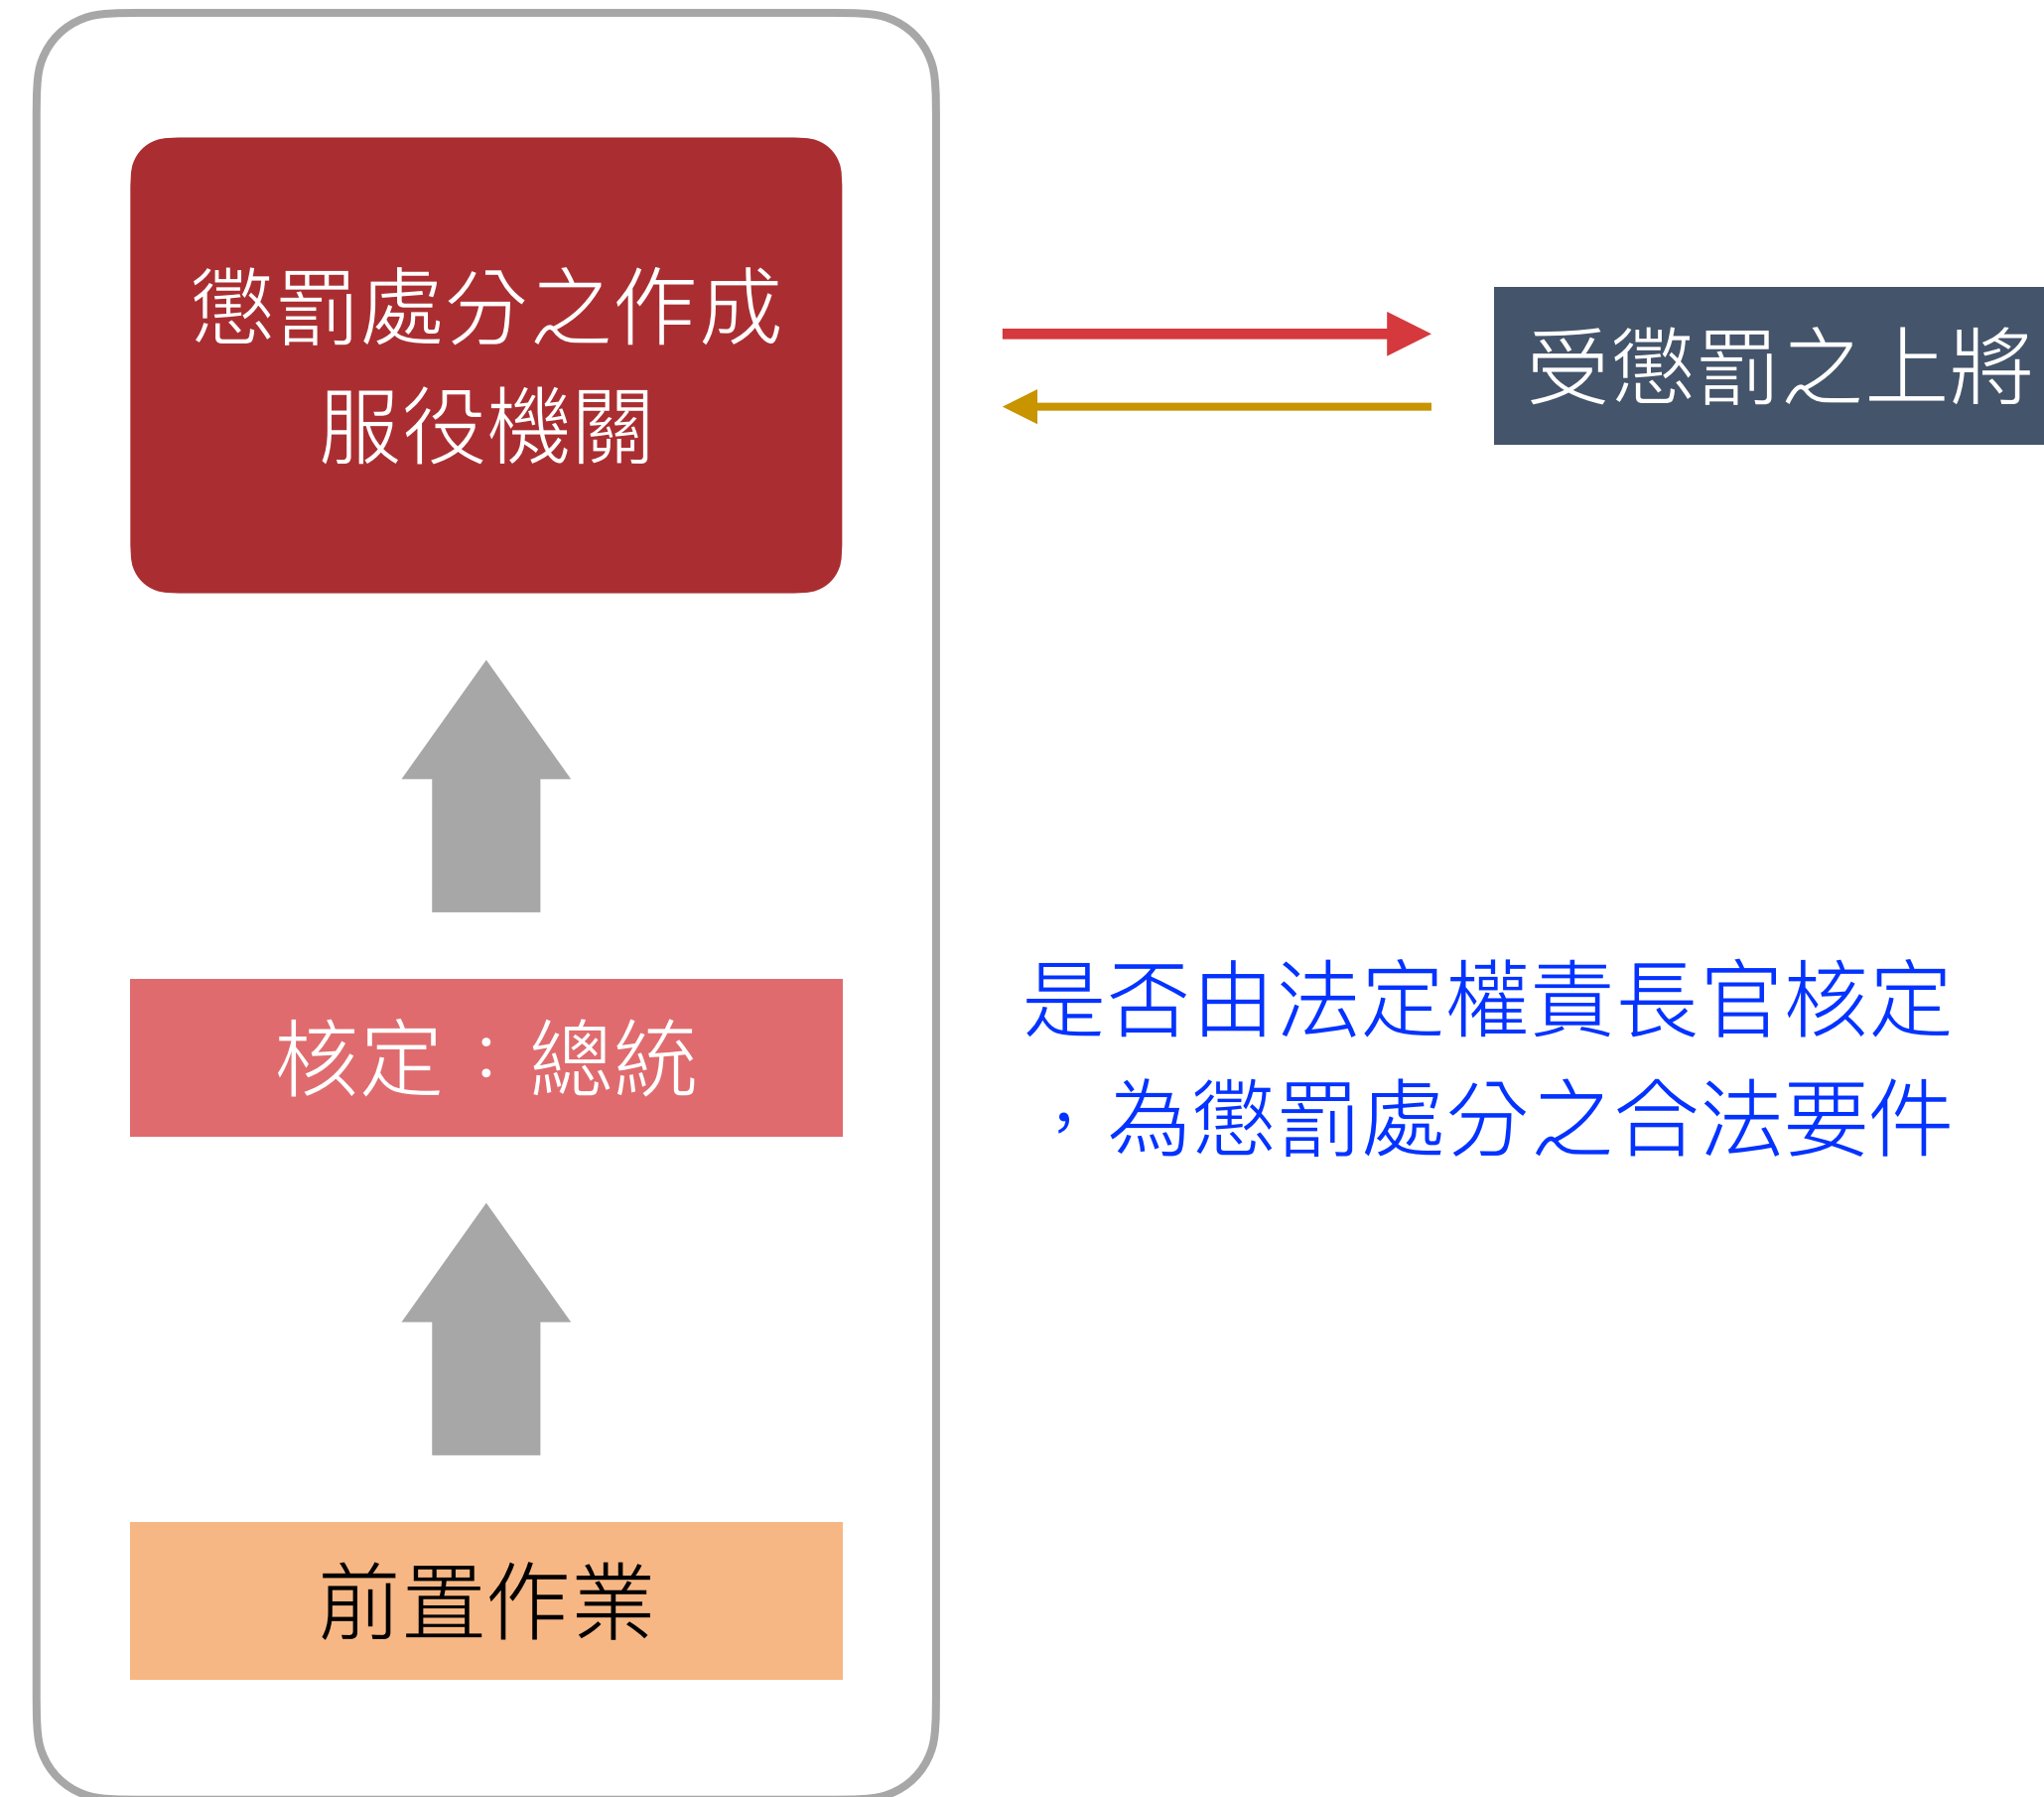 懲罰處分之作成
服役機關
受懲罰之上將
是否由法定權責長官核定
，為懲罰處分之合法要件
核定：總統
前置作業